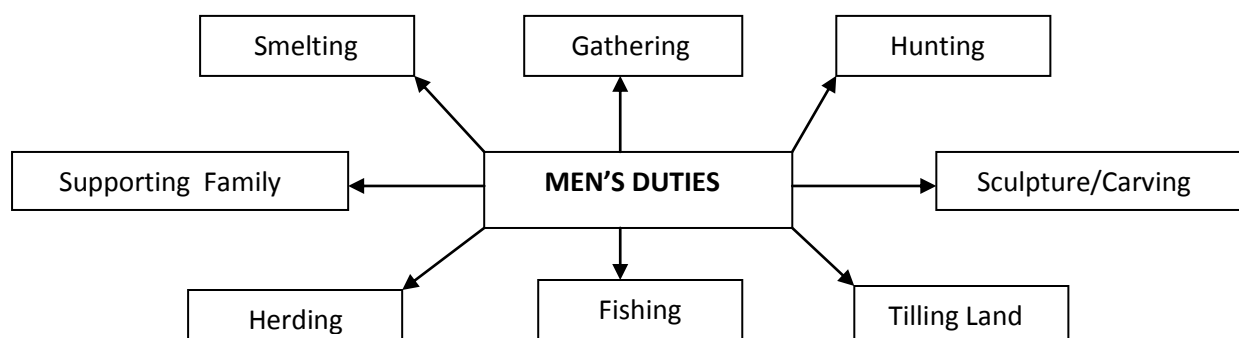 Smelting
Gathering
Hunting
Supporting Family
MEN'S DUTIES
Sculpture/Carving
Herding
Fishing
Tilling Land